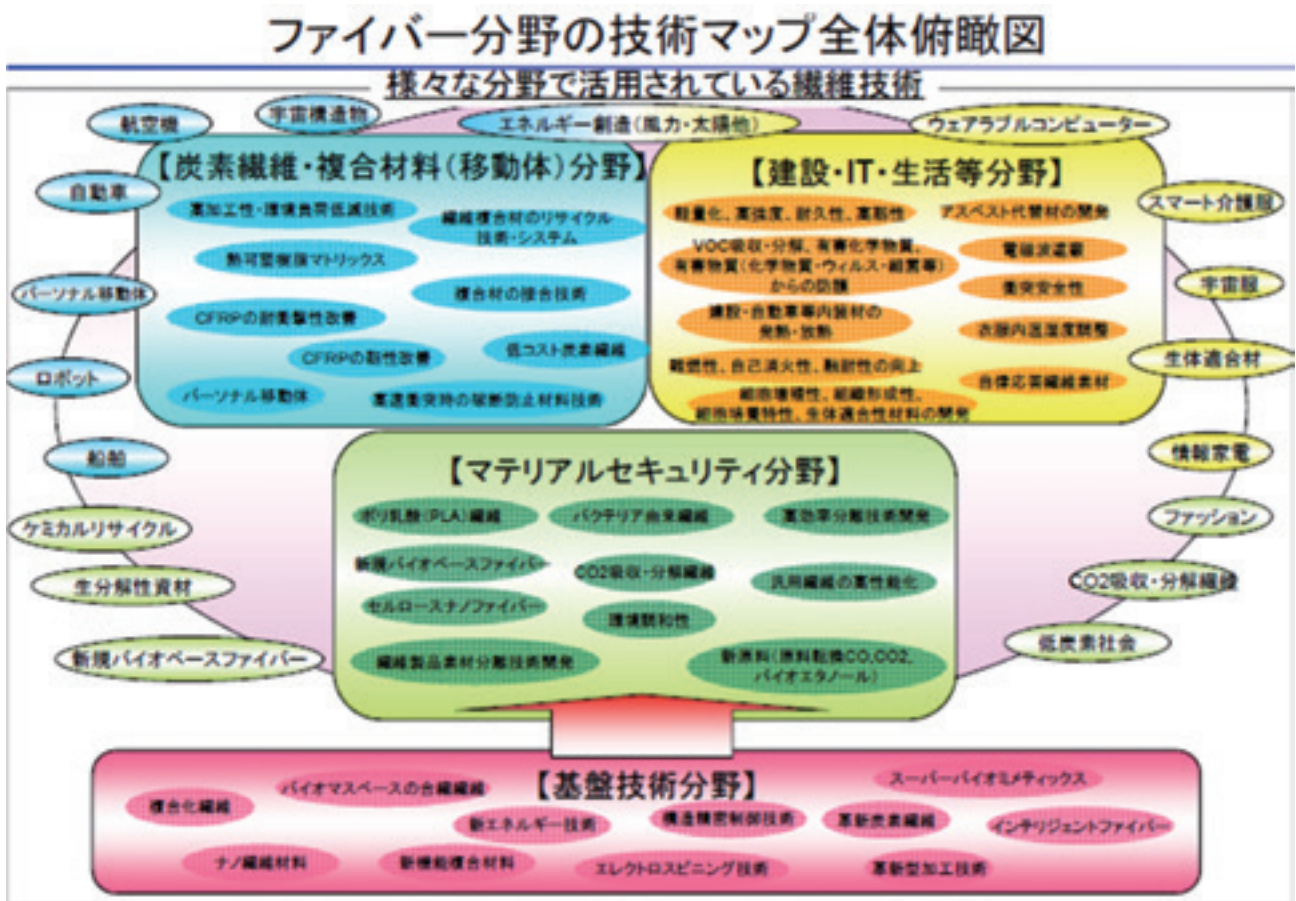 ファイバー分野の技術マップ全体俯瞰図
様々な分野で活用されている繊維技術
航空機
宇宙構造物
エネルギー創造(風力・太陽他)
ウェアラブルコンピューター
自動車
パーソナル移動体
ロボット
船舶
ケミカルリサイクル
生分解性資材
新規バイオベースファイバー
スマート介護服
宇宙服
生体適合材
情報家電
ファッション
CO2吸収・分解繊維
低炭素社会
【炭素繊維・複合材料(移動体)分野】
高加工性・環境負荷低減技術
繊維複合材のリサイクル
技術・システム
熱可塑樹脂マトリックス
複合材の接合技術
CFRPの耐衝撃性改善
CFRPの靭性改善
低コスト炭素繊維
パーソナル移動体
高速衝突時の破断防止材料技術
【建設・IT・生活等分野】
軽量化、高強度、耐久性、高靭性
アスベスト代替材の開発
VOC吸収・分解、有害化学物質、
有害物質(化学物質・ウィルス・細菌等)
からの防護
電磁波遮蔽
衝突安全性
建設・自動車等内装材の
発熱・放熱
衣服内温湿度調整
難燃性、自己消火性、耐射性の向上
自律応答繊維素材
細胞増殖性、組織形成性、
細胞培養特性、生体適合性材料の開発
【マテリアルセキュリティ分野】
ポリ乳酸(PLA)繊維
バクテリア由来繊維
高効率分離技術開発
新規バイオベースファイバー
CO2吸収・分解繊維
汎用繊維の高性能化
セルロースナノファイバー
環境調和性
繊維製品素材分離技術開発
新原料(原料転換CO,CO2,
バイオエタノール)
【基盤技術分野】
複合化繊維
バイオマスベースの合繊繊維
新エネルギー技術
構造精密制御技術
スーパーバイオミメティックス
革新炭素繊維
インテリジェントファイバー
ナノ繊維材料
新機能複合材料
エレクトロスピニング技術
革新型加工技術